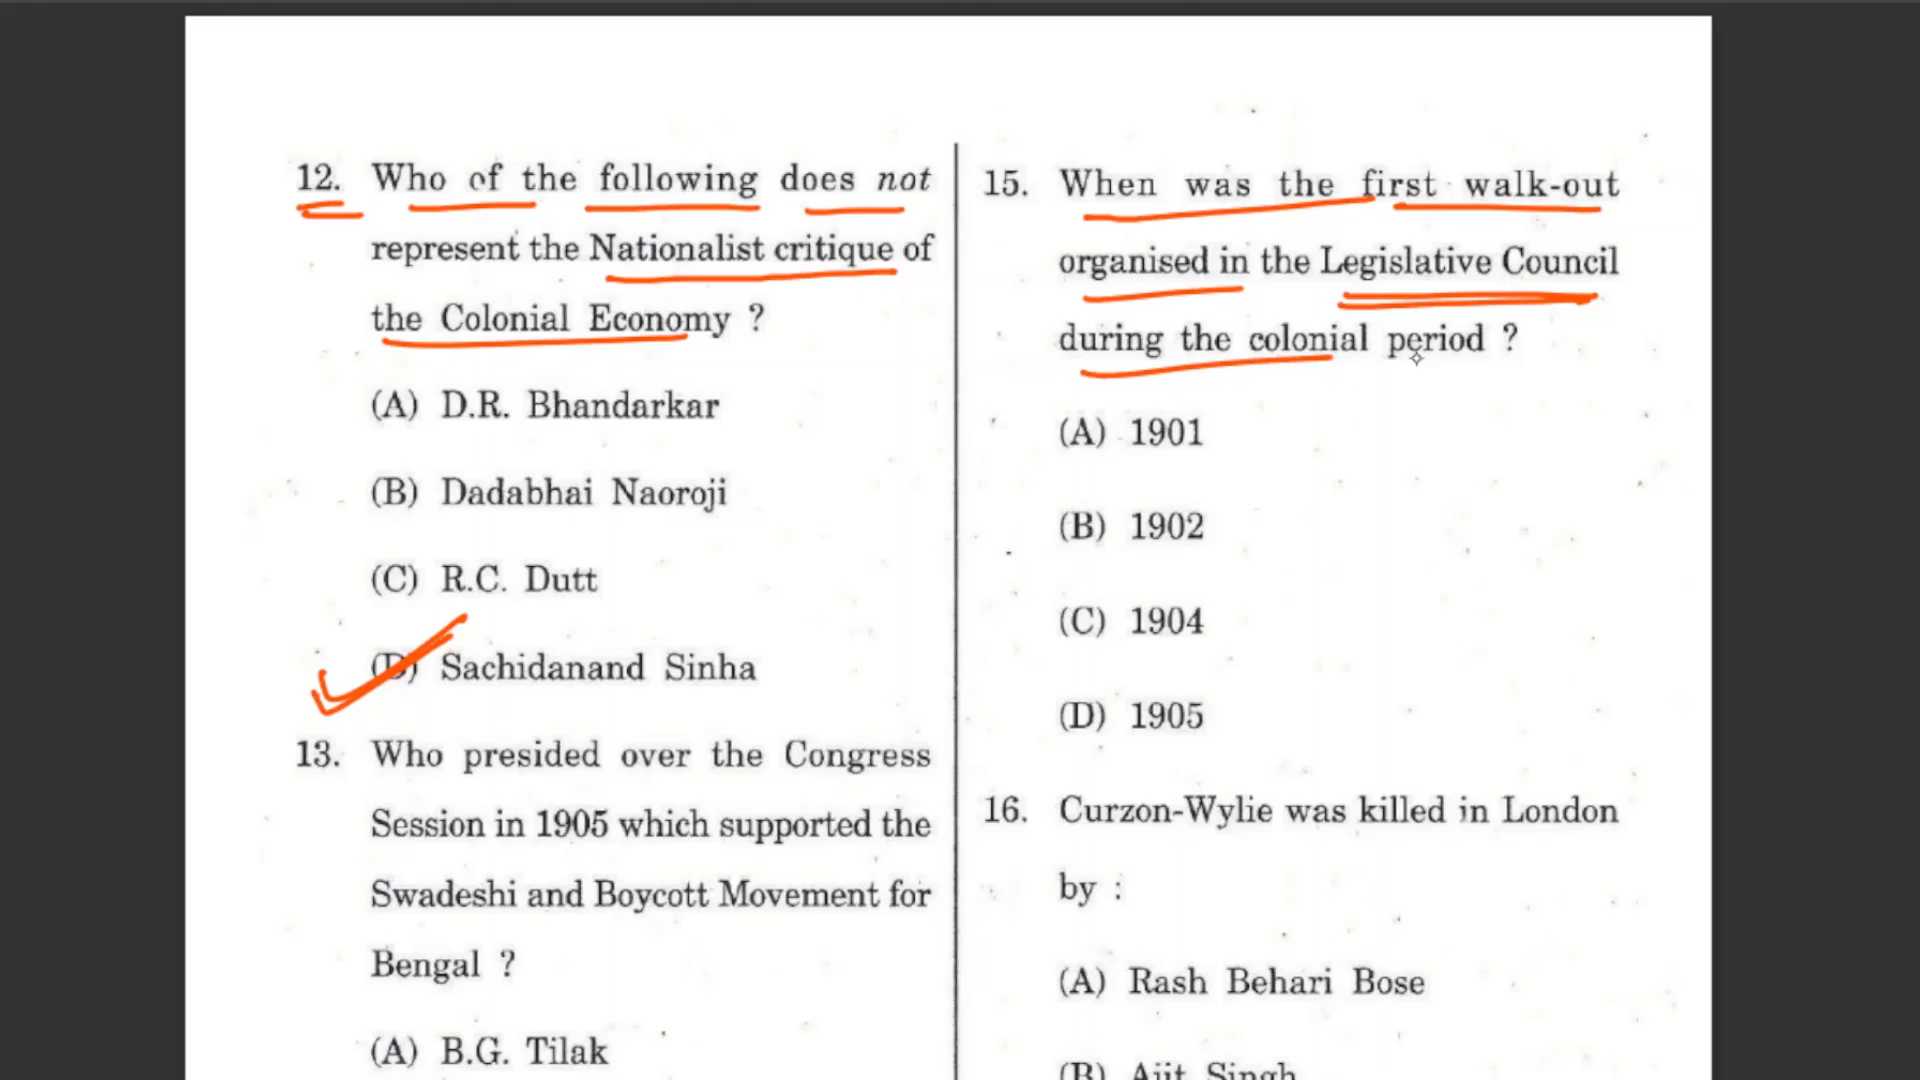 12. Who of the following does not
represent the Nationalist critique of
the Colonial Economy ?
(A) D.R. Bhandarkar
(B) Dadabhai Naoroji
(C) R.C. Dutt
(D) Sachidanand Sinha
13. Who presided over the Congress
Session in 1905 which supported the
Swadeshi and Boycott Movement for
Bengal ?
(A) B.G. Tilak
15. When was the first walk-out
organised in the Legislative Council
during the colonial period ?
(A) 1901
(B) 1902
(C) 1904
(D) 1905
16. Curzon-Wylie was killed in London
by :
(A) Rash Behari Bose
(B) Ajit Singh